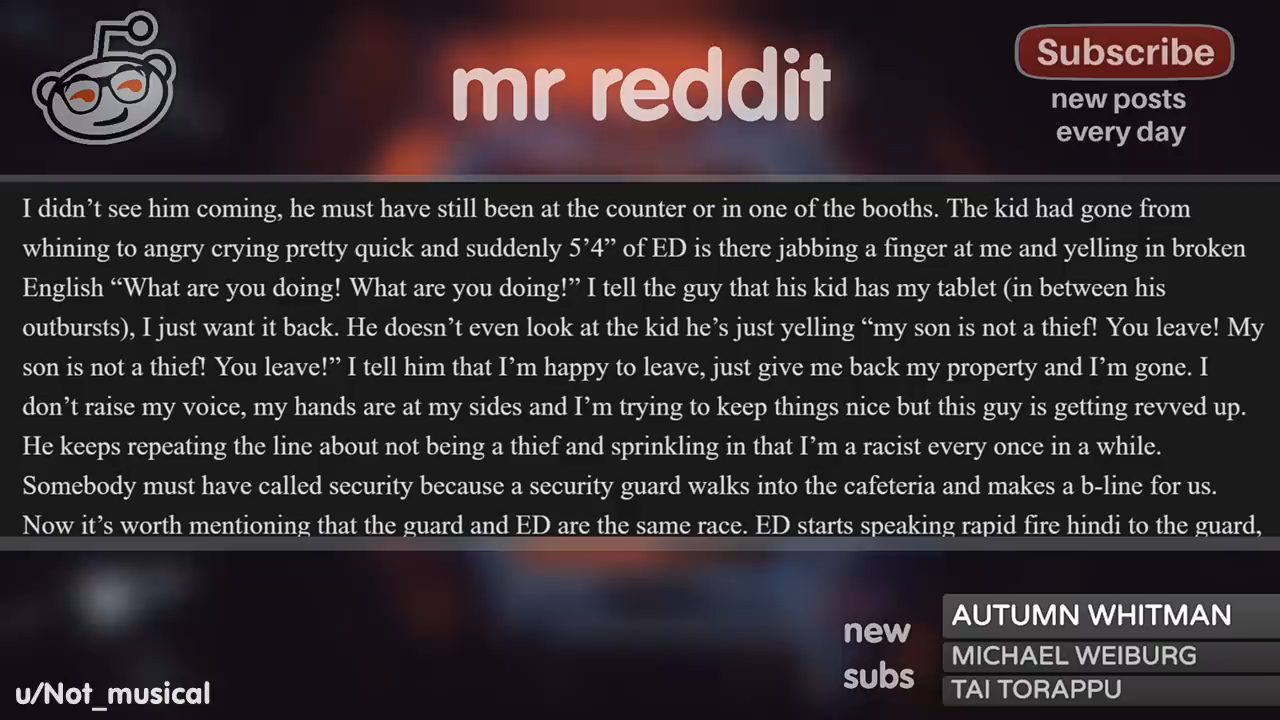 mr reddit
Subscribe
new posts
every day
I didn’t see him coming, he must have still been at the counter or in one of the booths. The kid had gone from
whining to angry crying pretty quick and suddenly 5’4” of ED is there jabbing a finger at me and yelling in broken
English “What are you doing! What are you doing!” I tell the guy that his kid has my tablet (in between his
outbursts), I just want it back. He doesn’t even look at the kid he’s just yelling “my son is not a thief! You leave! My
son is not a thief! You leave!” I tell him that I’m happy to leave, just give me back my property and I’m gone. I
don’t raise my voice, my hands are at my sides and I’m trying to keep things nice but this guy is getting revved up.
He keeps repeating the line about not being a thief and sprinkling in that I’m a racist every once in a while.
Somebody must have called security because a security guard walks into the cafeteria and makes a b-line for us.
Now it’s worth mentioning that the guard and ED are the same race. ED starts speaking rapid fire hindi to the guard,
new
subs
AUTUMN WHITMAN
MICHAEL WEIBURG
TAI TORAPPU
u/Not_musical